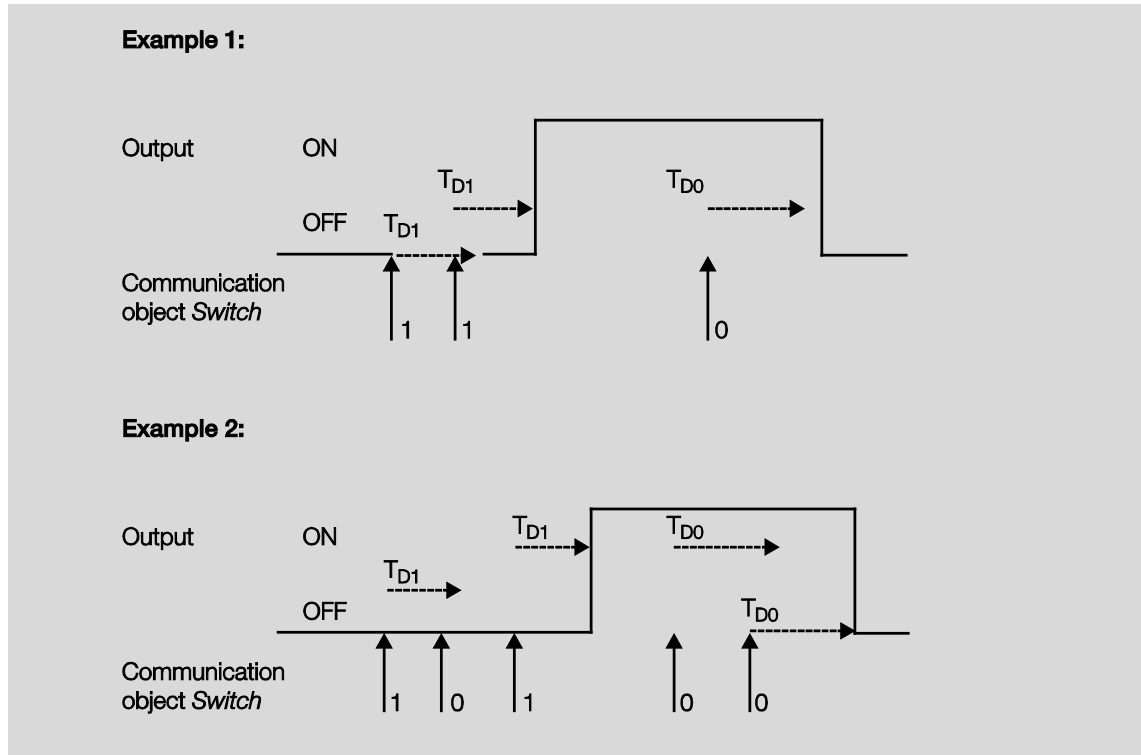 Example 1:
Output ON
T_D1 T_D0
OFF T_D1
Communication
object Switch
1 1 0
Example 2:
Output ON T_D1 T_D0
T_D1
OFF T_D0
Communication
object Switch
1 0 1 0 0